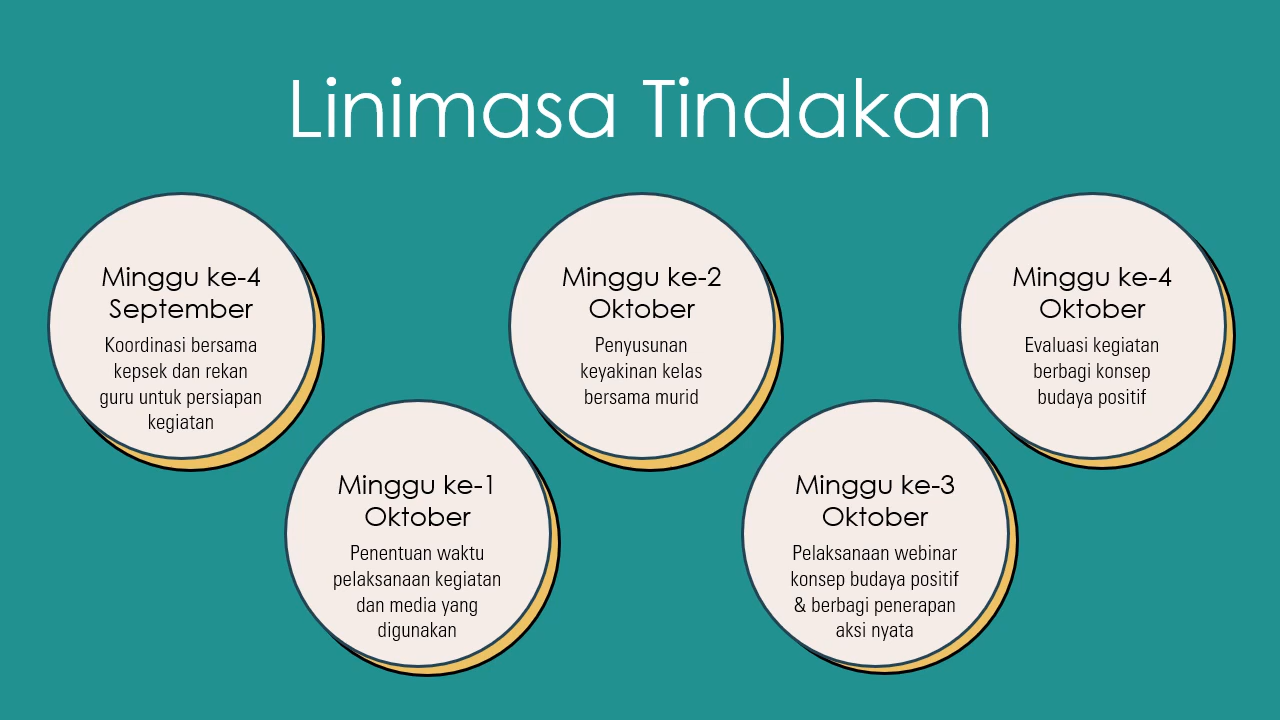 Linimasa Tindakan
Minggu ke-4
September
Koordinasi bersama
kepsek dan rekan
guru untuk persiapan
kegiatan
Minggu ke-1
Oktober
Penentuan waktu
pelaksanaan kegiatan
dan media yang
digunakan
Minggu ke-2
Oktober
Penyusunan
keyakinan kelas
bersama murid
Minggu ke-3
Oktober
Pelaksanaan webinar
konsep budaya positif
& berbagi penerapan
aksi nyata
Minggu ke-4
Oktober
Evaluasi kegiatan
berbagi konsep
budaya positif